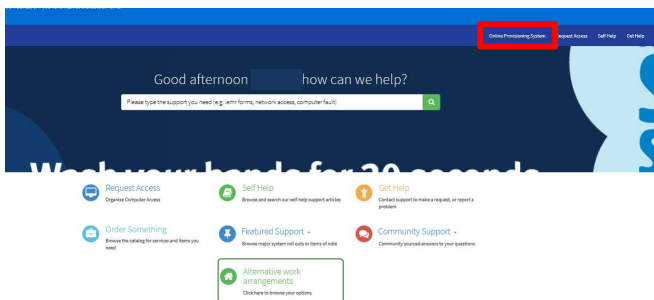 Online Provisioning System Request Access Self Help Get Help
Good afternoon how can we help?
Please type the support you need (e.g. iemr forms, network access, computer fault)
Wash your hands for 20 seconds
Request Access
Organise Computer Access
Self Help
Browse and search our self-help support articles
Get Help
Contact support to make a request, or report a
problem
Order Something
Browse the catalog for services and items you
need
Featured Support
Browse major system roll outs or items of note
Community Support
Community sourced answers to your questions
Alternative work
arrangements
Click here to browse your options